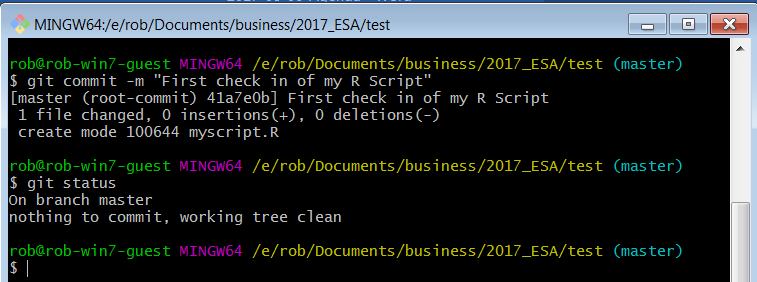 MINGW64:/e/rob/Documents/business/2017_ESA/test
rob@rob-win7-guest MINGW64 /e/rob/Documents/business/2017_ESA/test (master)
$ git commit -m "First check in of my R Script"
[master (root-commit) 41a7e0b] First check in of my R Script
1 file changed, 0 insertions(+), 0 deletions(-)
create mode 100644 myscript.R
rob@rob-win7-guest MINGW64 /e/rob/Documents/business/2017_ESA/test (master)
$ git status
On branch master
nothing to commit, working tree clean
rob@rob-win7-guest MINGW64 /e/rob/Documents/business/2017_ESA/test (master)
$